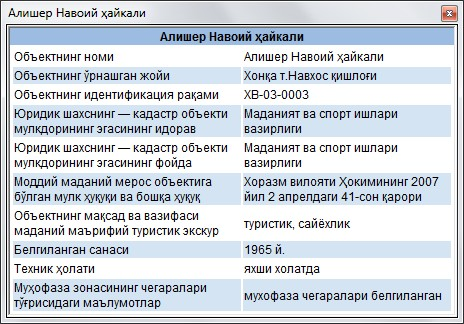 Алишер Навоий ҳайкали
Алишер Навоий ҳайкали
Объектнинг номи Алишер Навоий ҳайкали
Объектнинг ўрнашган жойи Хонқа т.Навхос қишлоғи
Объектнинг идентификация рақами ХВ-03-0003
Юридик шахснинг — кадастр объекти мулкдорининг эгасининг идорав Маданият ва спорт ишлари вазирлиги
Юридик шахснинг — кадастр объекти мулкдорининг эгасининг фойда Маданият ва спорт ишлари вазирлиги
Моддий маданий мерос объектига бўлган мулк ҳуқуқи ва бошқа ҳуқуқ Хоразм вилояти Ҳокимининг 2007 йил 2 апрелдаги 41-сон қарори
Объектнинг мақсад ва вазифаси маданий маърифий туристик экскур туристик, сайёхлик
Белгиланган санаси 1965 й.
Техник ҳолати яхши холатда
Муҳофаза зонасининг чегаралари тўғрисидаги маълумотлар мухофаза чегаралари белгиланган